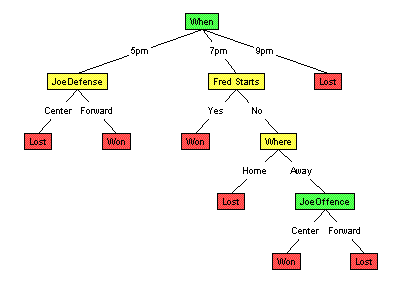 When
5pm 7pm 9pm
JoeDefense Fred Starts Lost
Center Forward Yes No
Lost Won Won Where
Home Away
Lost JoeOffence
Center Forward
Won Lost